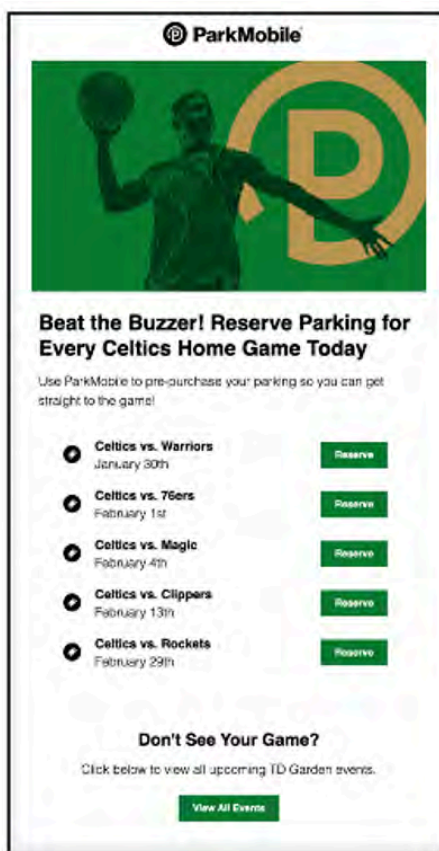 ParkMobile
Beat the Buzzer! Reserve Parking for
Every Celtics Home Game Today
Use ParkMobile to pre-purchase your parking so you can get
straight to the game!
Celtics vs. Warriors
January 30th
Reserve
Celtics vs. 76ers
February 1st
Reserve
Celtics vs. Magic
February 4th
Reserve
Celtics vs. Clippers
February 13th
Reserve
Celtics vs. Rockets
February 29th
Reserve
Don't See Your Game?
Click below to view all upcoming TD Garden events.
View All Events